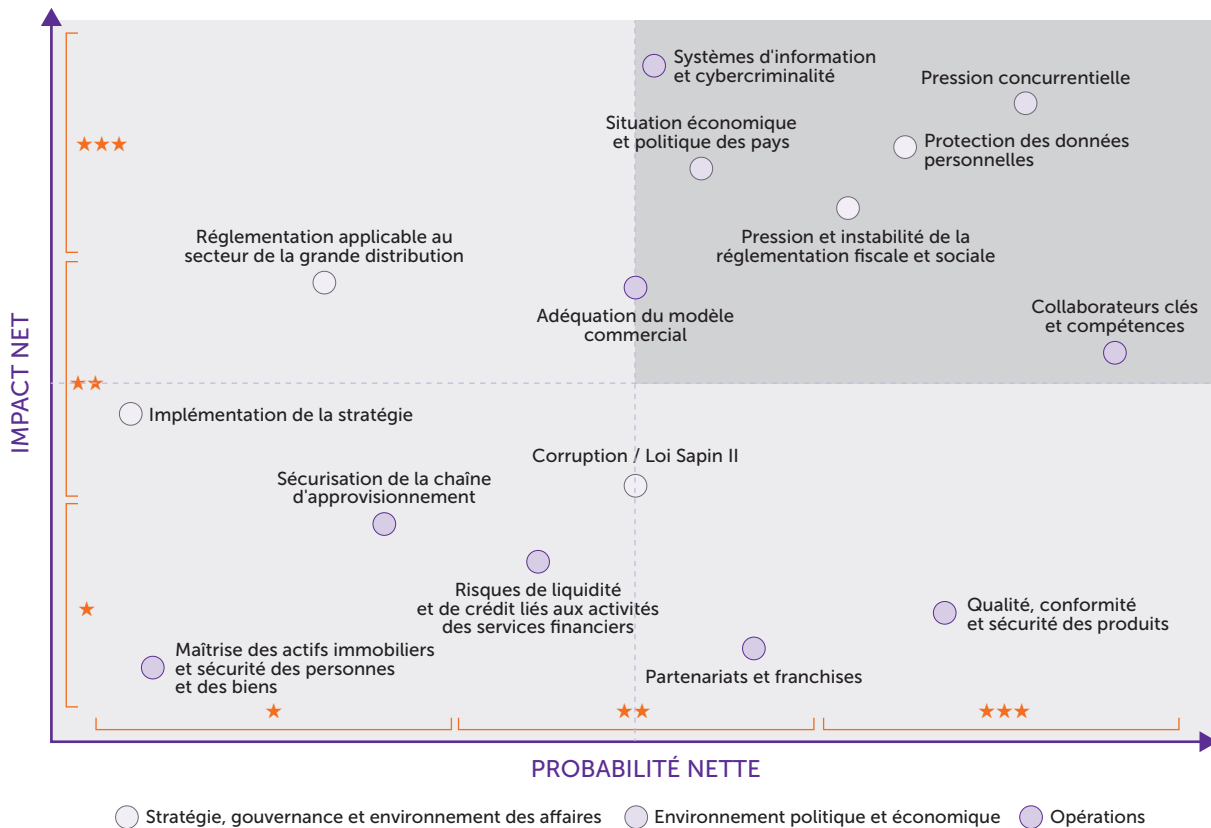 Systèmes d'information
et cybercriminalité
Pression concurrentielle
Situation économique
et politique des pays
Protection des données
personnelles
★★★
Réglementation applicable au
secteur de la grande distribution
Pression et instabilité de la
réglementation fiscale et sociale
Adéquation du modèle
commercial
Collaborateurs clés
et compétences
IMPACT NET
★★
Implémentation de la stratégie
Corruption / Loi Sapin II
Sécurisation de la chaîne
d'approvisionnement
Risques de liquidité
et de crédit liés aux activités
des services financiers
★
Qualité, conformité
et sécurité des produits
Maîtrise des actifs immobiliers
et sécurité des personnes
et des biens
Partenariats et franchises
★
★★
★★★
PROBABILITÉ NETTE
Stratégie, gouvernance et environnement des affaires
Environnement politique et économique
Opérations